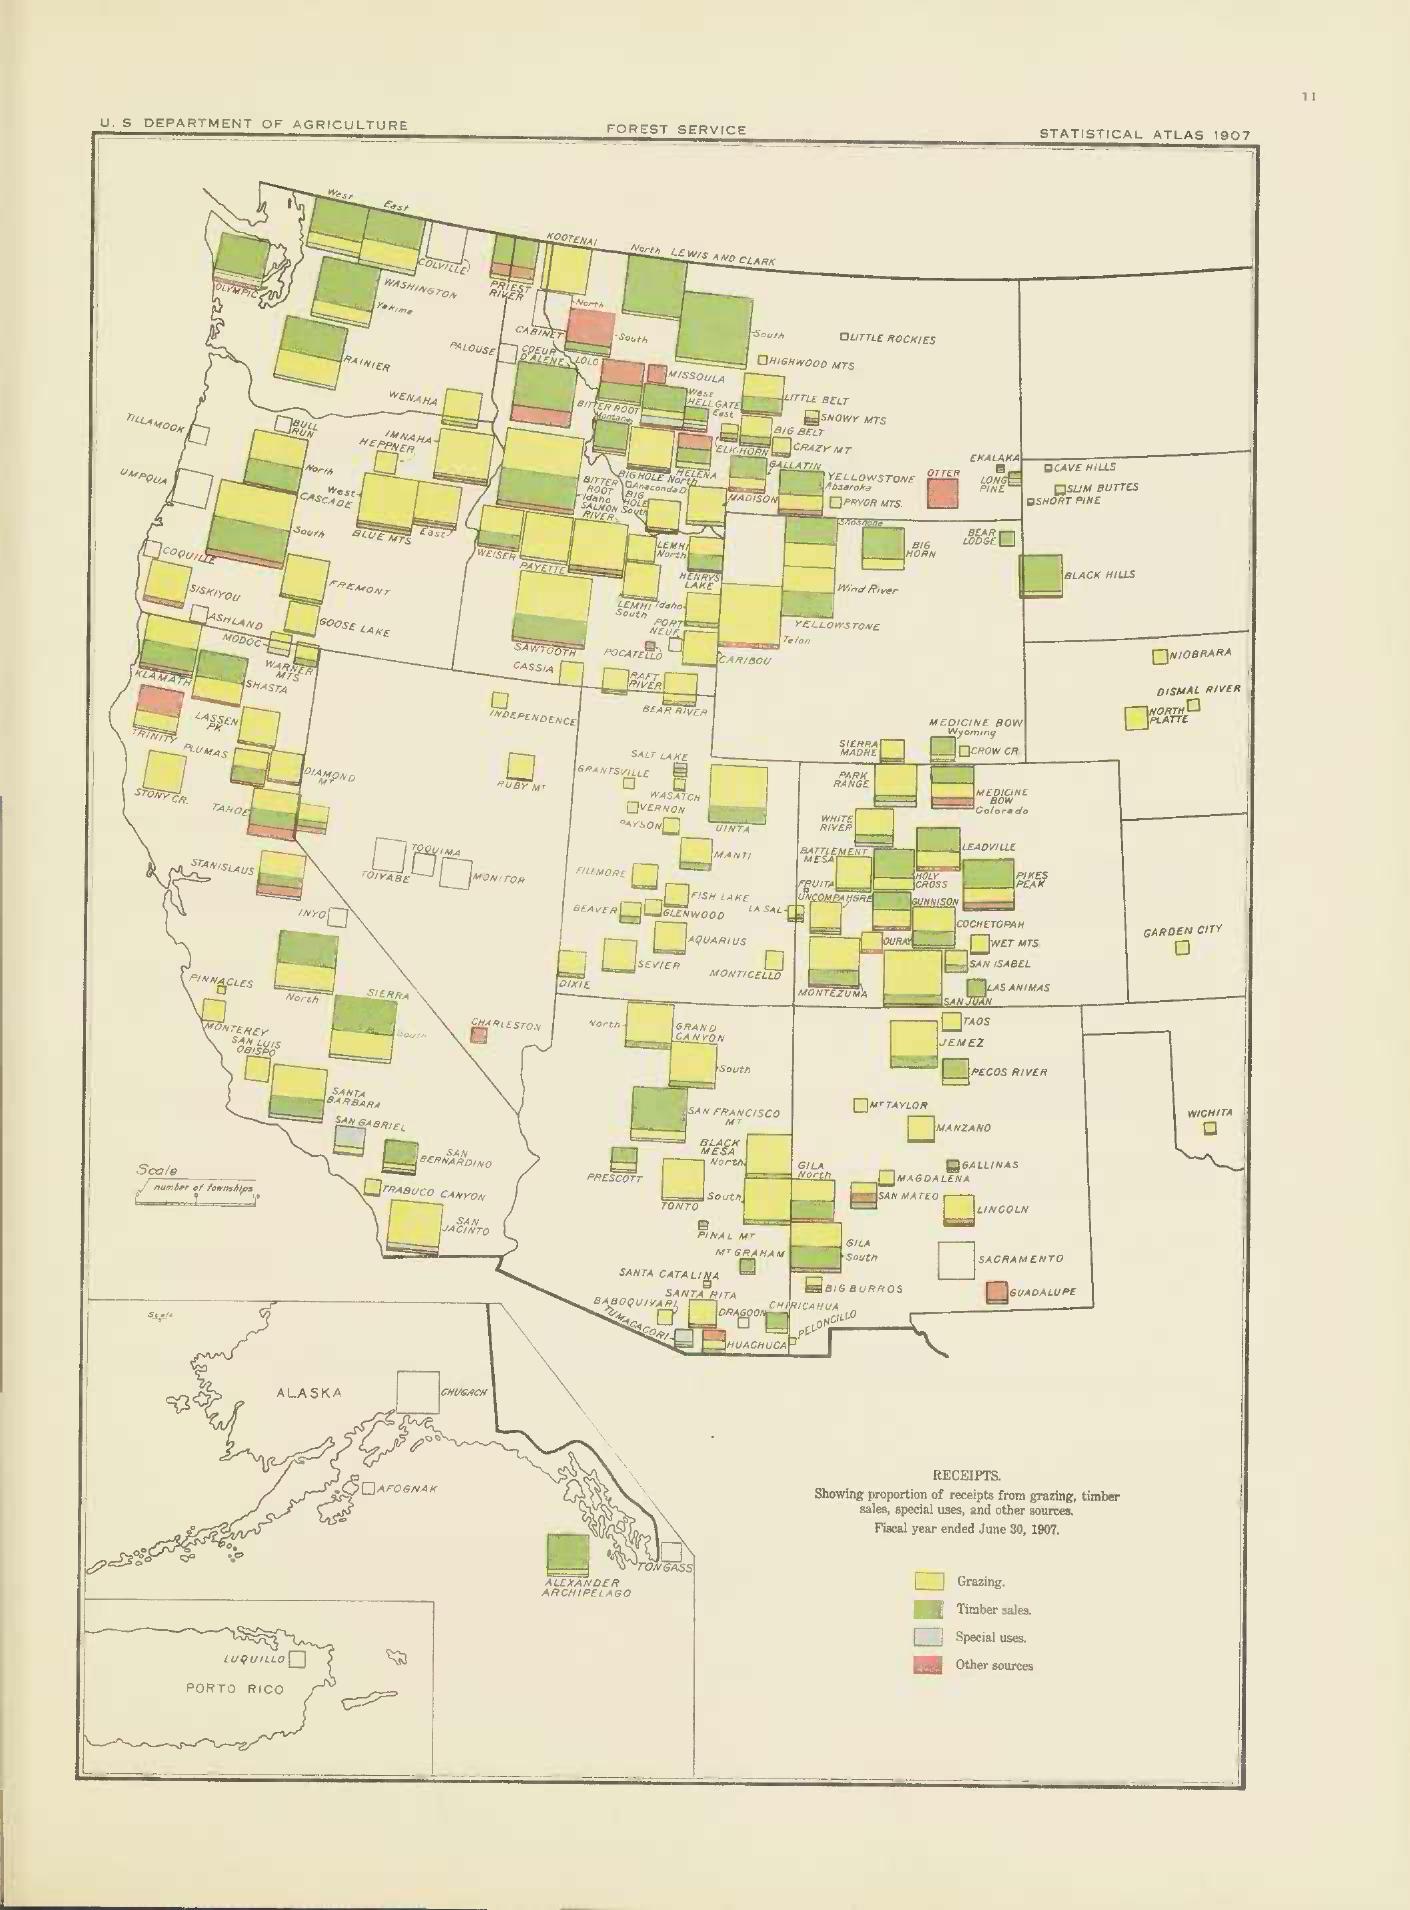 11
U. S DEPARTMENT OF AGRICULTURE
FOREST SERVICE
STATISTICAL ATLAS 1907
West
East
COLVILLE
KOOTENAI
North LEWIS AND CLARK
OLYMPIC
WASHINGTON
Yakima
PRIEST
RIVER
North
CABINET
South
South
LITTLE ROCKIES
RAINIER
PALOUSE
COEUR
D'ALENE
LOLO
MISSOULA
HIGHWOOD MTS
WENAHA
BITTER ROOT
Montana
West
HELLGATE
East
LITTLE BELT
SNOWY MTS
TILLAMOOK
BULL
RUN
IMNAHA
HEPPNER
BIG BELT
ELKHORN
CRAZY MT
UMPQUA
North
CASCADE
West
BITTER
ROOT
Idaho
BIG HOLE North
Anaconda D
HELENA
GALLATIN
MADISON
YELLOWSTONE
Absaroka
PRYOR MTS.
OTTER
EKALAKA
LONG
PINE
CAVE HILLS
SLIM BUTTES
SHORT PINE
BIG
HOLE
South
SALMON
RIVER
South
BLUE MTS
East
COQUILLE
WEISER
PAYETTE
LEMHI
North
HENRYS
LAKE
Shoshone
BIG
HORN
BEAR
LODGE
BLACK HILLS
SISKIYOU
FREMONT
LEMHI
South
Idaho
Wind River
ASHLAND
GOOSE LAKE
PORT
NEUF
YELLOWSTONE
MODOC
WARNER
MTS
SAWTOOTH
POCATELLO
Teton
CARIBOU
NIOBRARA
KLAMATH
SHASTA
CASSIA
RAFT
RIVER
BEAR RIVER
DISMAL RIVER
NORTH
PLATTE
LASSEN
PK
TRINITY
INDEPENDENCE
MEDICINE BOW
Wyoming
SIERRA
MADRE
CROW CR.
PLUMAS
DIAMOND
MT
STONY CR.
RUBY MT
SALT LAKE
GRANTSVILLE
WASATCH
VERNON
PARK
RANGE
MEDICINE
BOW
Colorado
TAHOE
PAYSON
UINTA
WHITE
RIVER
LEADVILLE
TOQUIMA
TOIYABE
MONITOR
MANTI
BATTLEMENT
MESA
HOLY
CROSS
PIKES
PEAK
STANISLAUS
FILLMORE
FRUITA
UNCOMPAHGRE
GUNNISON
INYO
BEAVER
FISH LAKE
GLENWOOD
LA SAL
COCHETOPAH
GARDEN CITY
AQUARIUS
OURAY
WET MTS.
SEVIER
DIXIE
MONTICELLO
MONTEZUMA
SAN ISABEL
LAS ANIMAS
SAN JUAN
PINNACLES
North
SIERRA
South
MONTEREY
SAN LUIS
OBISPO
CHARLESTON
North
GRAND
CANYON
South
TAOS
JEMEZ
PECOS RIVER
SANTA
BARBARA
SAN GABRIEL
SAN
BERNARDINO
SAN FRANCISCO
MT
MT TAYLOR
MANZANO
WICHITA
BLACK
MESA
North
PRESCOTT
TONTO
South
GILA
North
GALLINAS
MAGDALENA
SAN MATEO
LINCOLN
Scale
number of townships
TRABUCO CANYON
SAN
JACINTO
PINAL MT
MT GRAHAM
GILA
South
SACRAMENTO
SANTA CATALINA
BIG BURROS
GUADALUPE
SANTA RITA
BABOQUIVARI
TUMACACORI
DRAGOON
CHIRICAHUA
PELONCILLO
HUACHUCA
Scale
ALASKA
CHUGACH
AFOGNAK
TONGASS
ALEXANDER
ARCHIPELAGO
LUQUILLO
PORTO RICO
RECEIPTS.
Showing proportion of receipts from grazing, timber
sales, special uses, and other sources.
Fiscal year ended June 30, 1907.
Grazing.
Timber sales.
Special uses.
Other sources